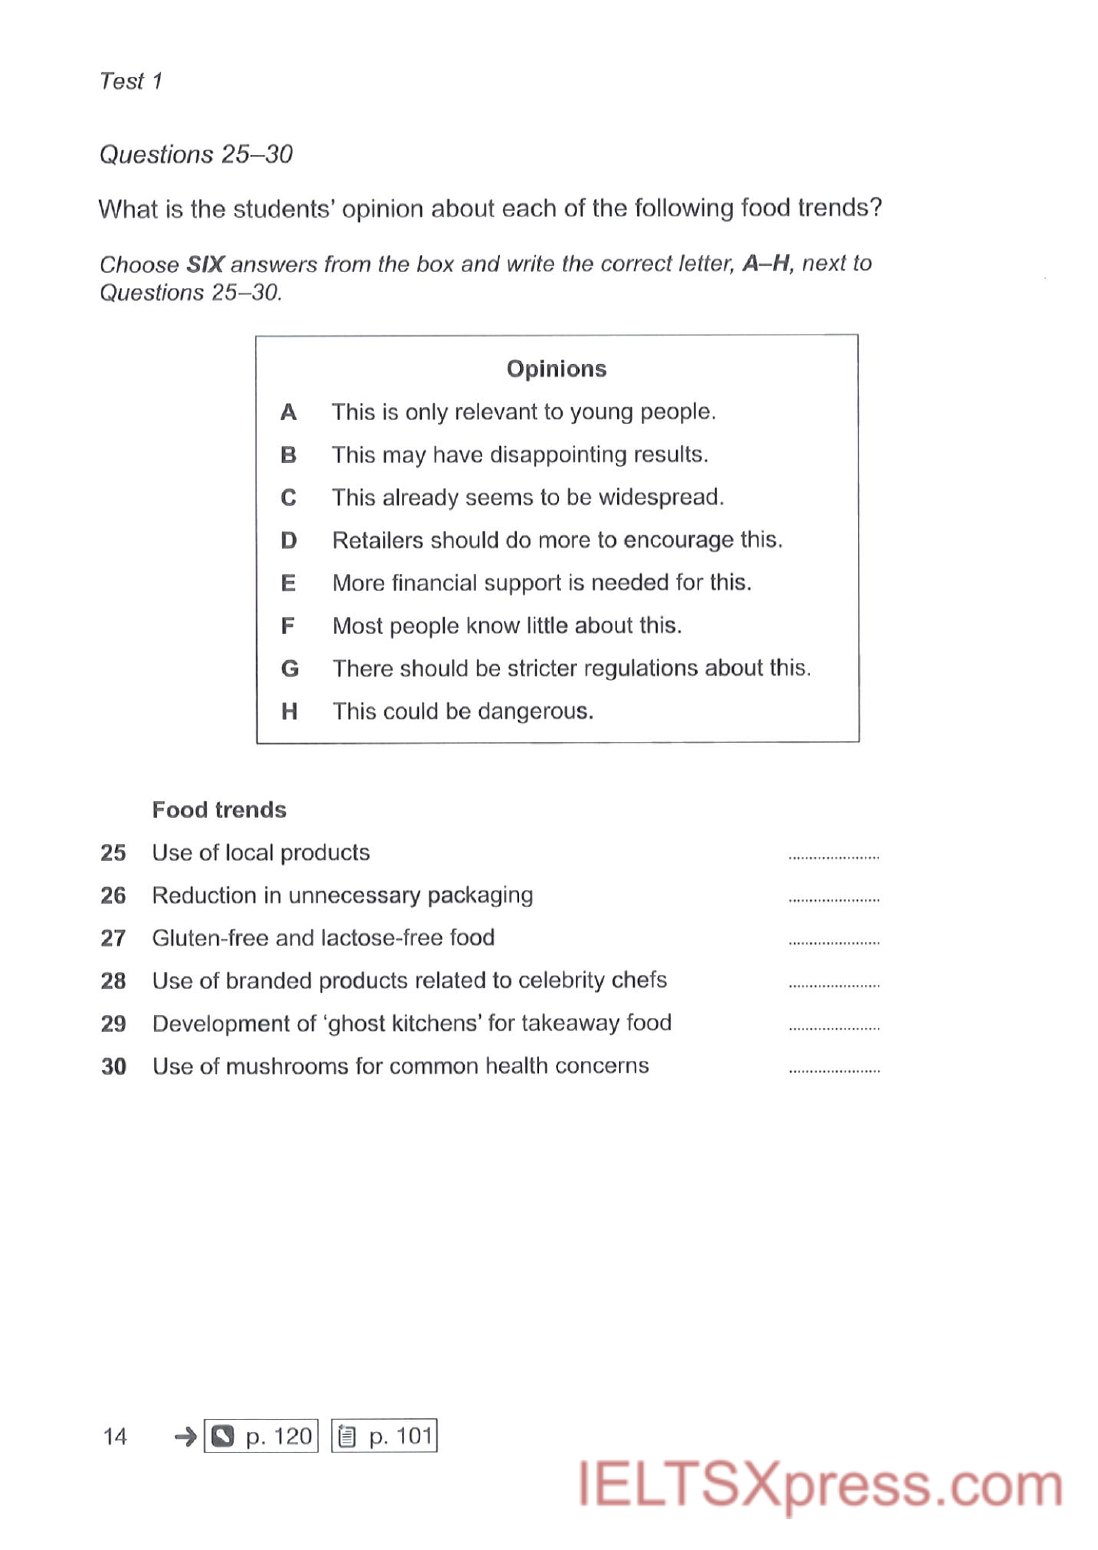 Test 1
Questions 25–30
What is the students' opinion about each of the following food trends?
Choose SIX answers from the box and write the correct letter, A–H, next to
Questions 25–30.
Opinions
A This is only relevant to young people.
B This may have disappointing results.
C This already seems to be widespread.
D Retailers should do more to encourage this.
E More financial support is needed for this.
F Most people know little about this.
G There should be stricter regulations about this.
H This could be dangerous.
Food trends
25 Use of local products ......................
26 Reduction in unnecessary packaging ......................
27 Gluten-free and lactose-free food ......................
28 Use of branded products related to celebrity chefs ......................
29 Development of 'ghost kitchens' for takeaway food ......................
30 Use of mushrooms for common health concerns ......................
14 → p. 120 p. 101
IELTSXpress.com